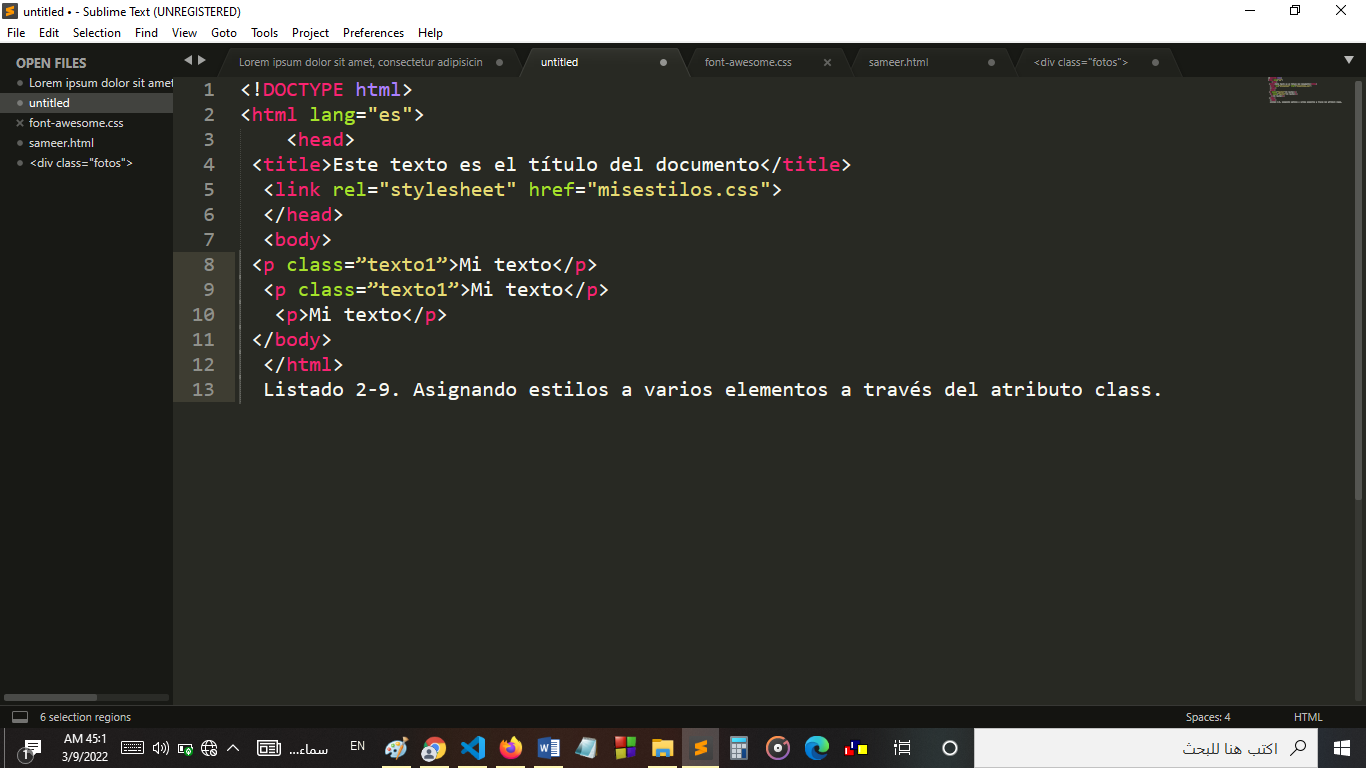 untitled • - Sublime Text (UNREGISTERED)
File Edit Selection Find View Goto Tools Project Preferences Help
OPEN FILES
Lorem ipsum dolor sit amet
untitled
font-awesome.css
sameer.html
<div class="fotos">
Lorem ipsum dolor sit amet, consectetur adipisicin
untitled
font-awesome.css
sameer.html
<div class="fotos">
1 <!DOCTYPE html>
2 <html lang="es">
3 <head>
4 <title>Este texto es el título del documento</title>
5 <link rel="stylesheet" href="misestilos.css">
6 </head>
7 <body>
8 <p class=”texto1”>Mi texto</p>
9 <p class=”texto1”>Mi texto</p>
10 <p>Mi texto</p>
11 </body>
12 </html>
13 Listado 2-9. Asignando estilos a varios elementos a través del atributo class.
6 selection regions
Spaces: 4
HTML
1
AM 45:1
3/9/2022
سماء...
EN
اكتب هنا للبحث